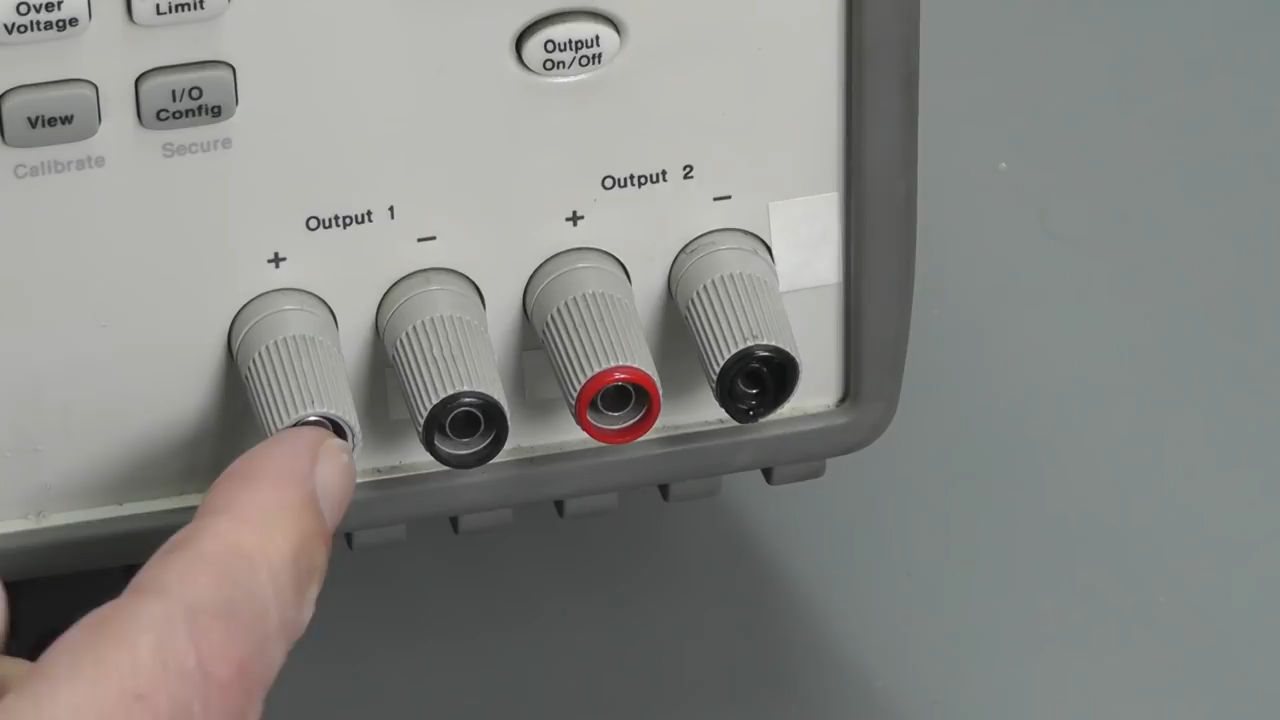 Over
Voltage
Limit
Output
On/Off
View
I/O
Config
Calibrate
Secure
Output 1
Output 2
+
-
+
-